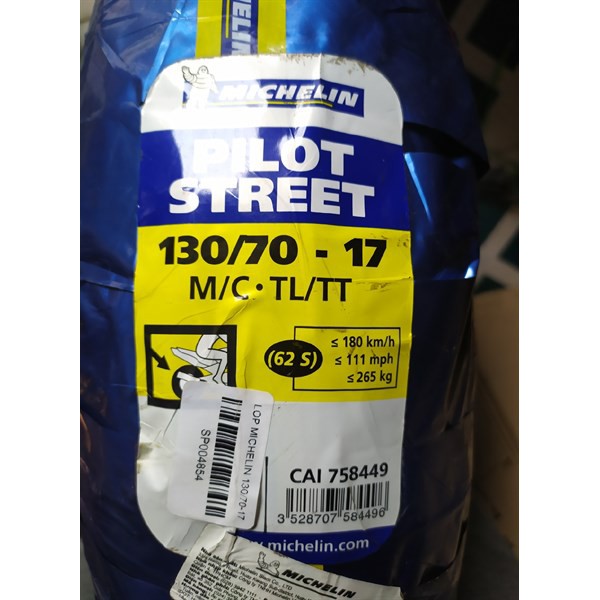 MICHELIN
MICHELIN
PILOT
STREET
130/70 - 17
M/C · TL/TT
(62 S)
≤ 180 km/h
≤ 111 mph
≤ 265 kg
LOP MICHELIN 130.70-17
SP004854
CAI 758449
3 528707 584496
.michelin.com
MICHELIN